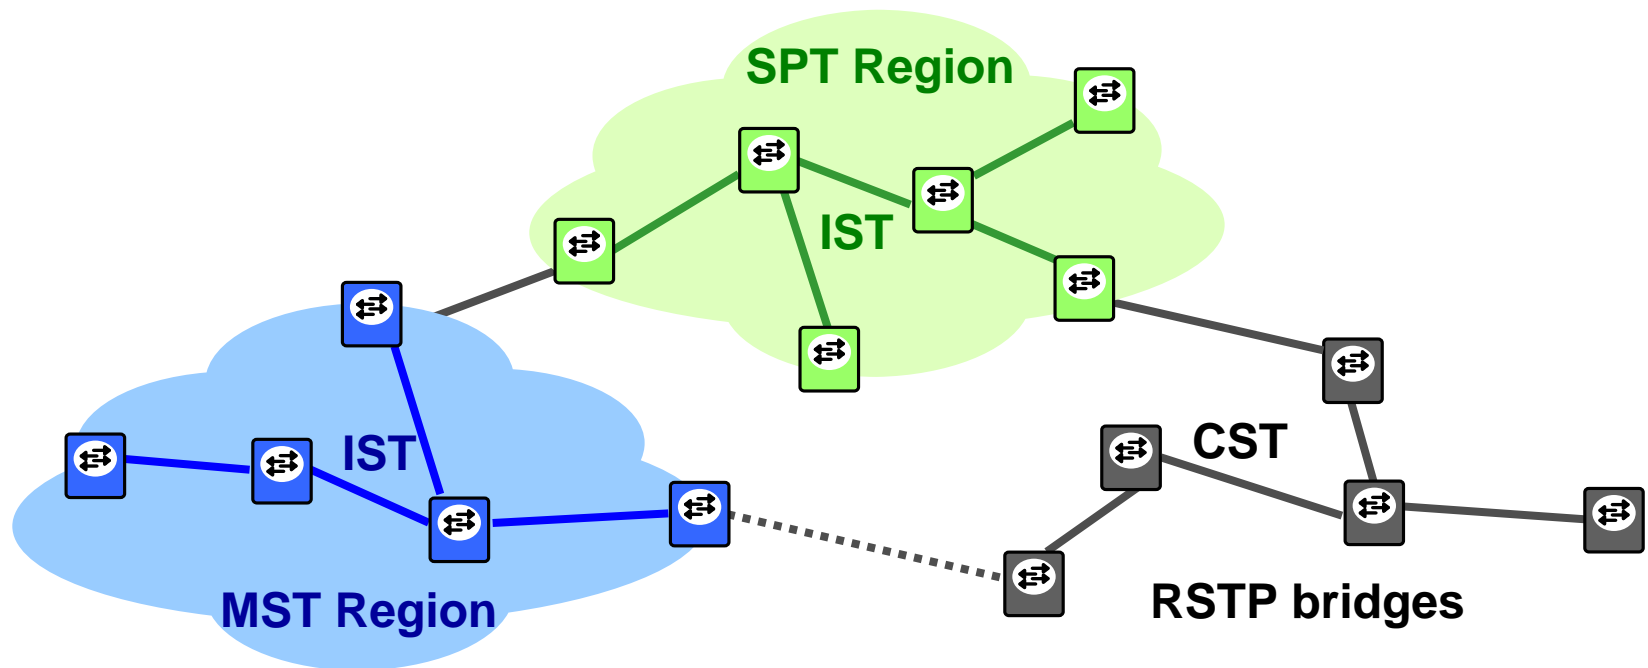 SPT Region
IST
IST
CST
MST Region
RSTP bridges